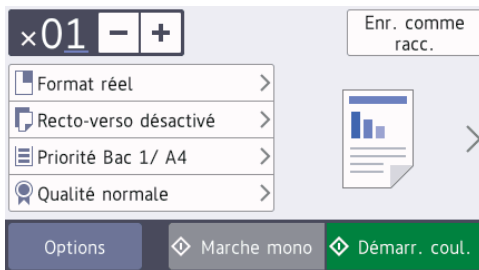 ×01 - +
Enr. comme
racc.
Format réel
Recto-verso désactivé
Priorité Bac 1/ A4
Qualité normale
Options
Marche mono
Démarr. coul.